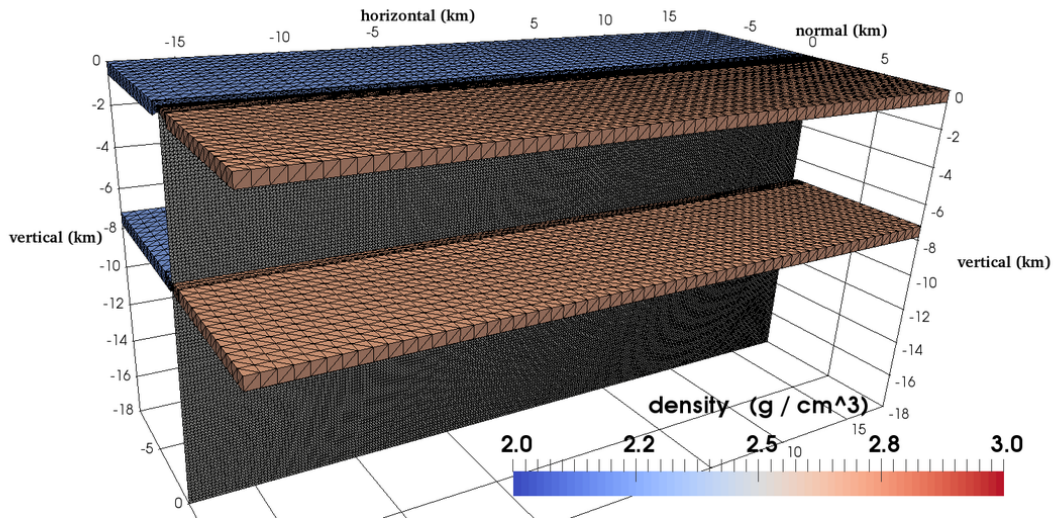 horizontal (km)
-15 -10 -5 5 10 15
-5 0 5
normal (km)
0 -2 -4 -6 -8 -10 -12 -14 -16 -18
vertical (km)
-5 0
0 -2 -4 -6 -8 -10 -12 -14 -16 -18
vertical (km)
10 15
density (g / cm^3)
2.0 2.2 2.5 2.8 3.0